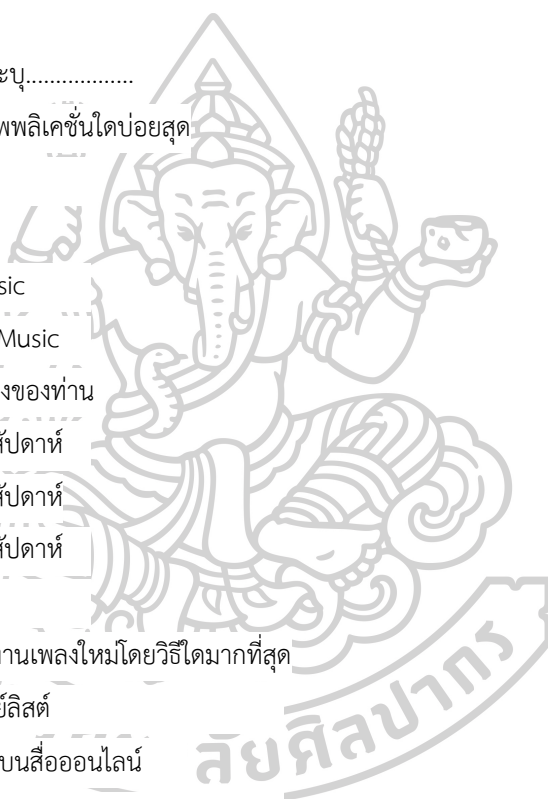 ะบุ.................
พพลิเคชั่นใดบ่อยสุด
sic
Music
งของท่าน
สัปดาห์
สัปดาห์
สัปดาห์
านเพลงใหม่โดยวิธีใดมากที่สุด
ย์ลิสต์
บนสื่อออนไลน์
ลัยศิลปากร